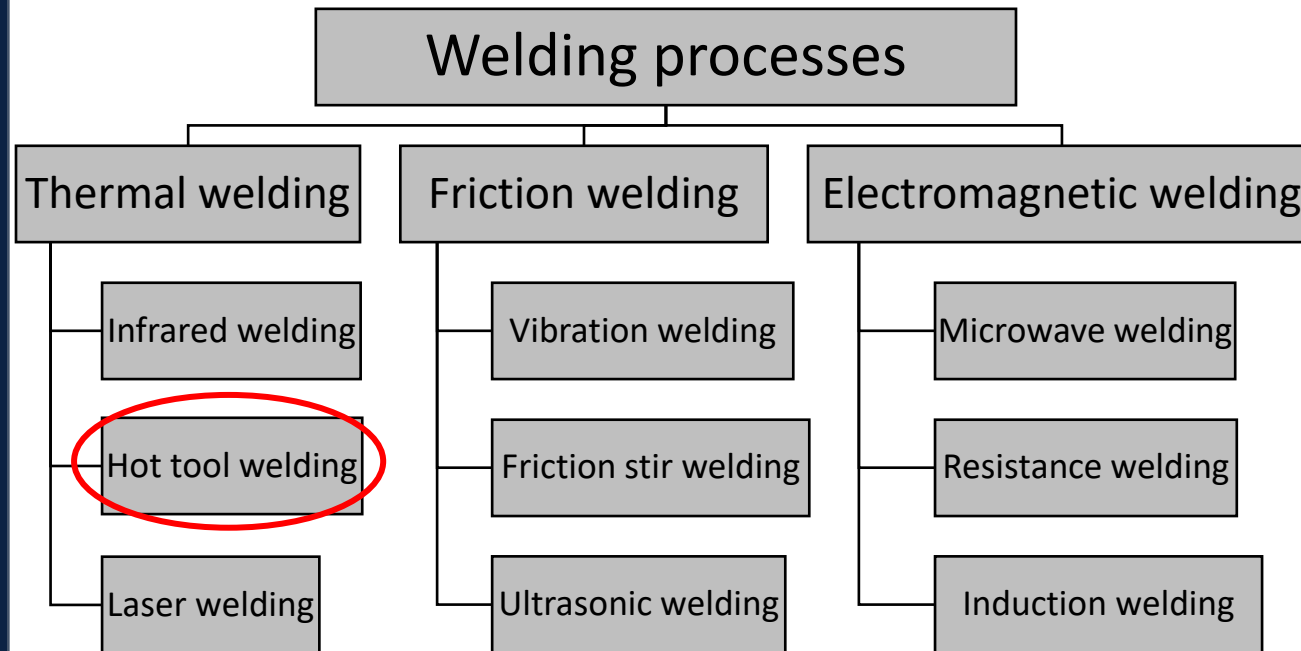 Welding processes
Thermal welding
Friction welding
Electromagnetic welding
Infrared welding
Vibration welding
Microwave welding
Hot tool welding
Friction stir welding
Resistance welding
Laser welding
Ultrasonic welding
Induction welding